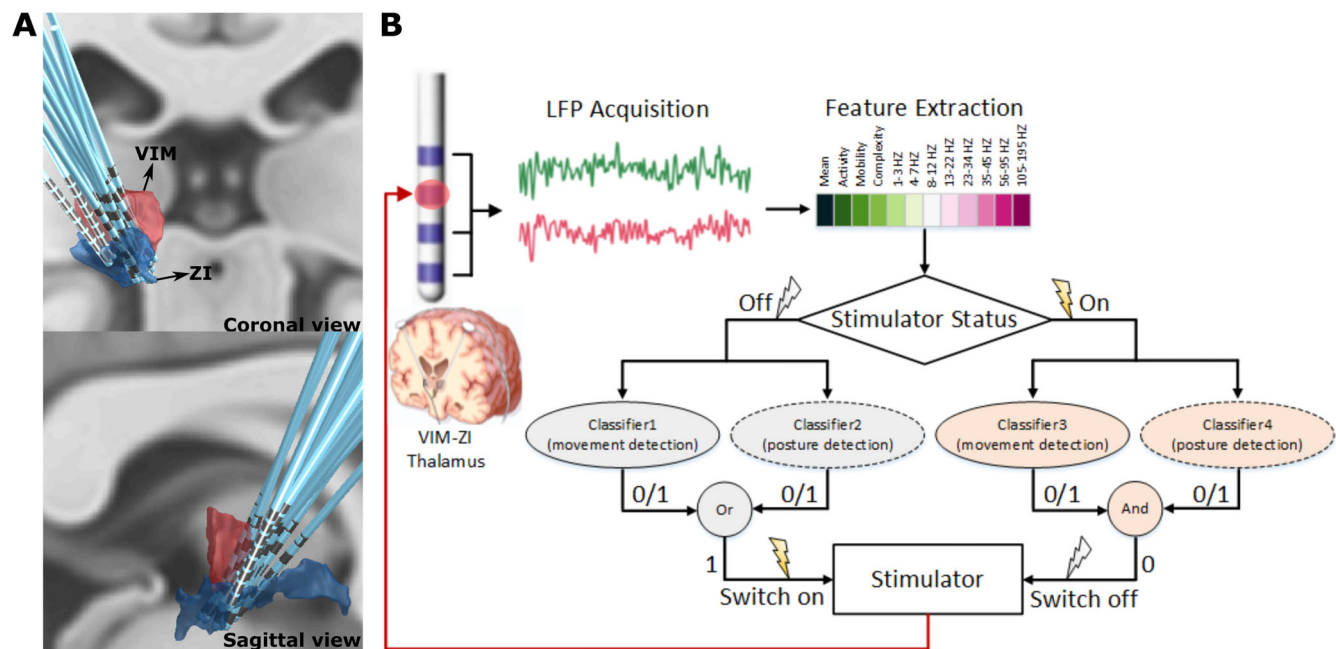 A
B
VIM
ZI
Coronal view
Sagittal view
LFP Acquisition
Feature Extraction
Mean
Activity
Mobility
Complexity
1-3 HZ
4-7HZ
8-12 HZ
13-22 HZ
23-34 HZ
35-45 HZ
56-95 HZ
105-195 HZ
VIM-ZI
Thalamus
Off
Stimulator Status
On
Classifier1
(movement detection)
Classifier2
(posture detection)
Classifier3
(movement detection)
Classifier4
(posture detection)
0/1
Or
0/1
0/1
And
0/1
1
Switch on
Stimulator
0
Switch off